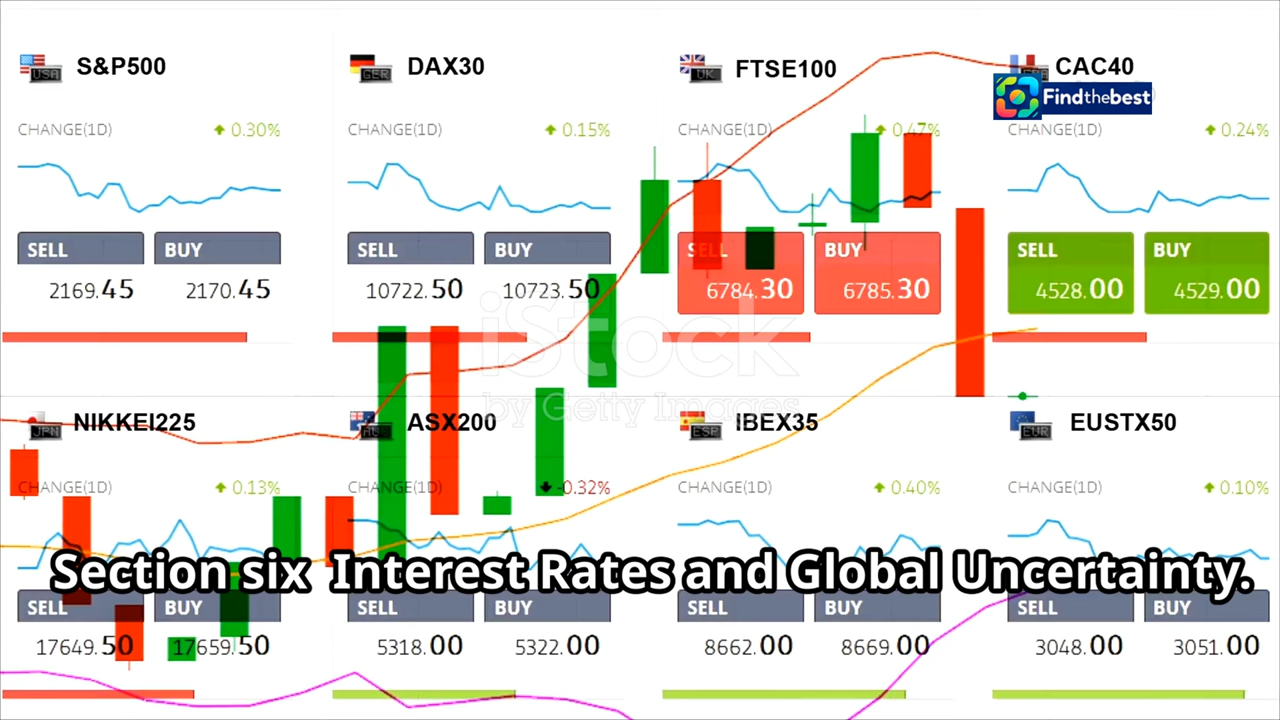 S&P500
DAX30
FTSE100
CAC40
Findthebest
CHANGE(1D) 0.30%
CHANGE(1D) 0.15%
CHANGE(1D) 0.47%
CHANGE(1D) 0.24%
SELL BUY
SELL BUY
SELL BUY
SELL BUY
2169.45 2170.45
10722.50 10723.50
6784.30 6785.30
4528.00 4529.00
iStock
by Getty Images
NIKKEI225
ASX200
IBEX35
EUSTX50
CHANGE(1D) 0.13%
CHANGE(1D) -0.32%
CHANGE(1D) 0.40%
CHANGE(1D) 0.10%
Section six Interest Rates and Global Uncertainty.
SELL BUY
SELL BUY
SELL BUY
SELL BUY
17649.50 17659.50
5318.00 5322.00
8662.00 8669.00
3048.00 3051.00